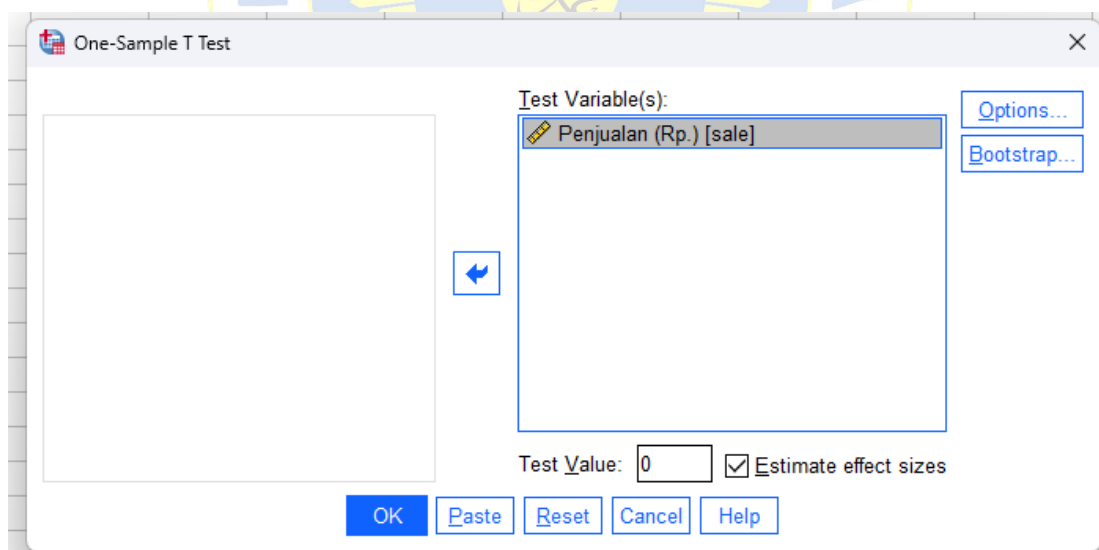 One-Sample T Test
Test Variable(s):
Penjualan (Rp.) [sale]
Options...
Bootstrap...
Test Value: 0 Estimate effect sizes
OK Paste Reset Cancel Help